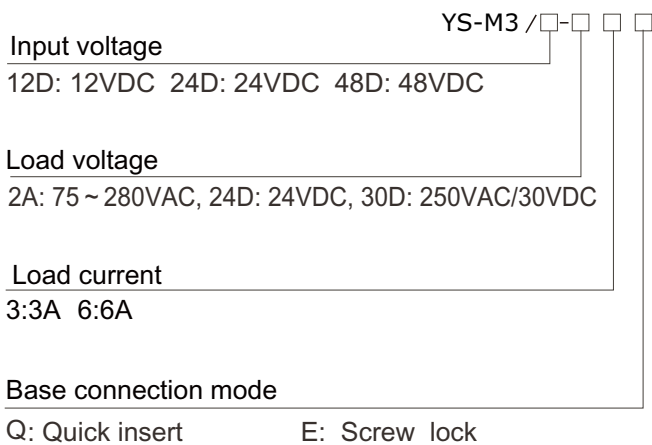 YS-M3 /□-□ □ □
Input voltage
12D: 12VDC 24D: 24VDC 48D: 48VDC
Load voltage
2A: 75 ~ 280VAC, 24D: 24VDC, 30D: 250VAC/30VDC
Load current
3:3A 6:6A
Base connection mode
Q: Quick insert E: Screw lock